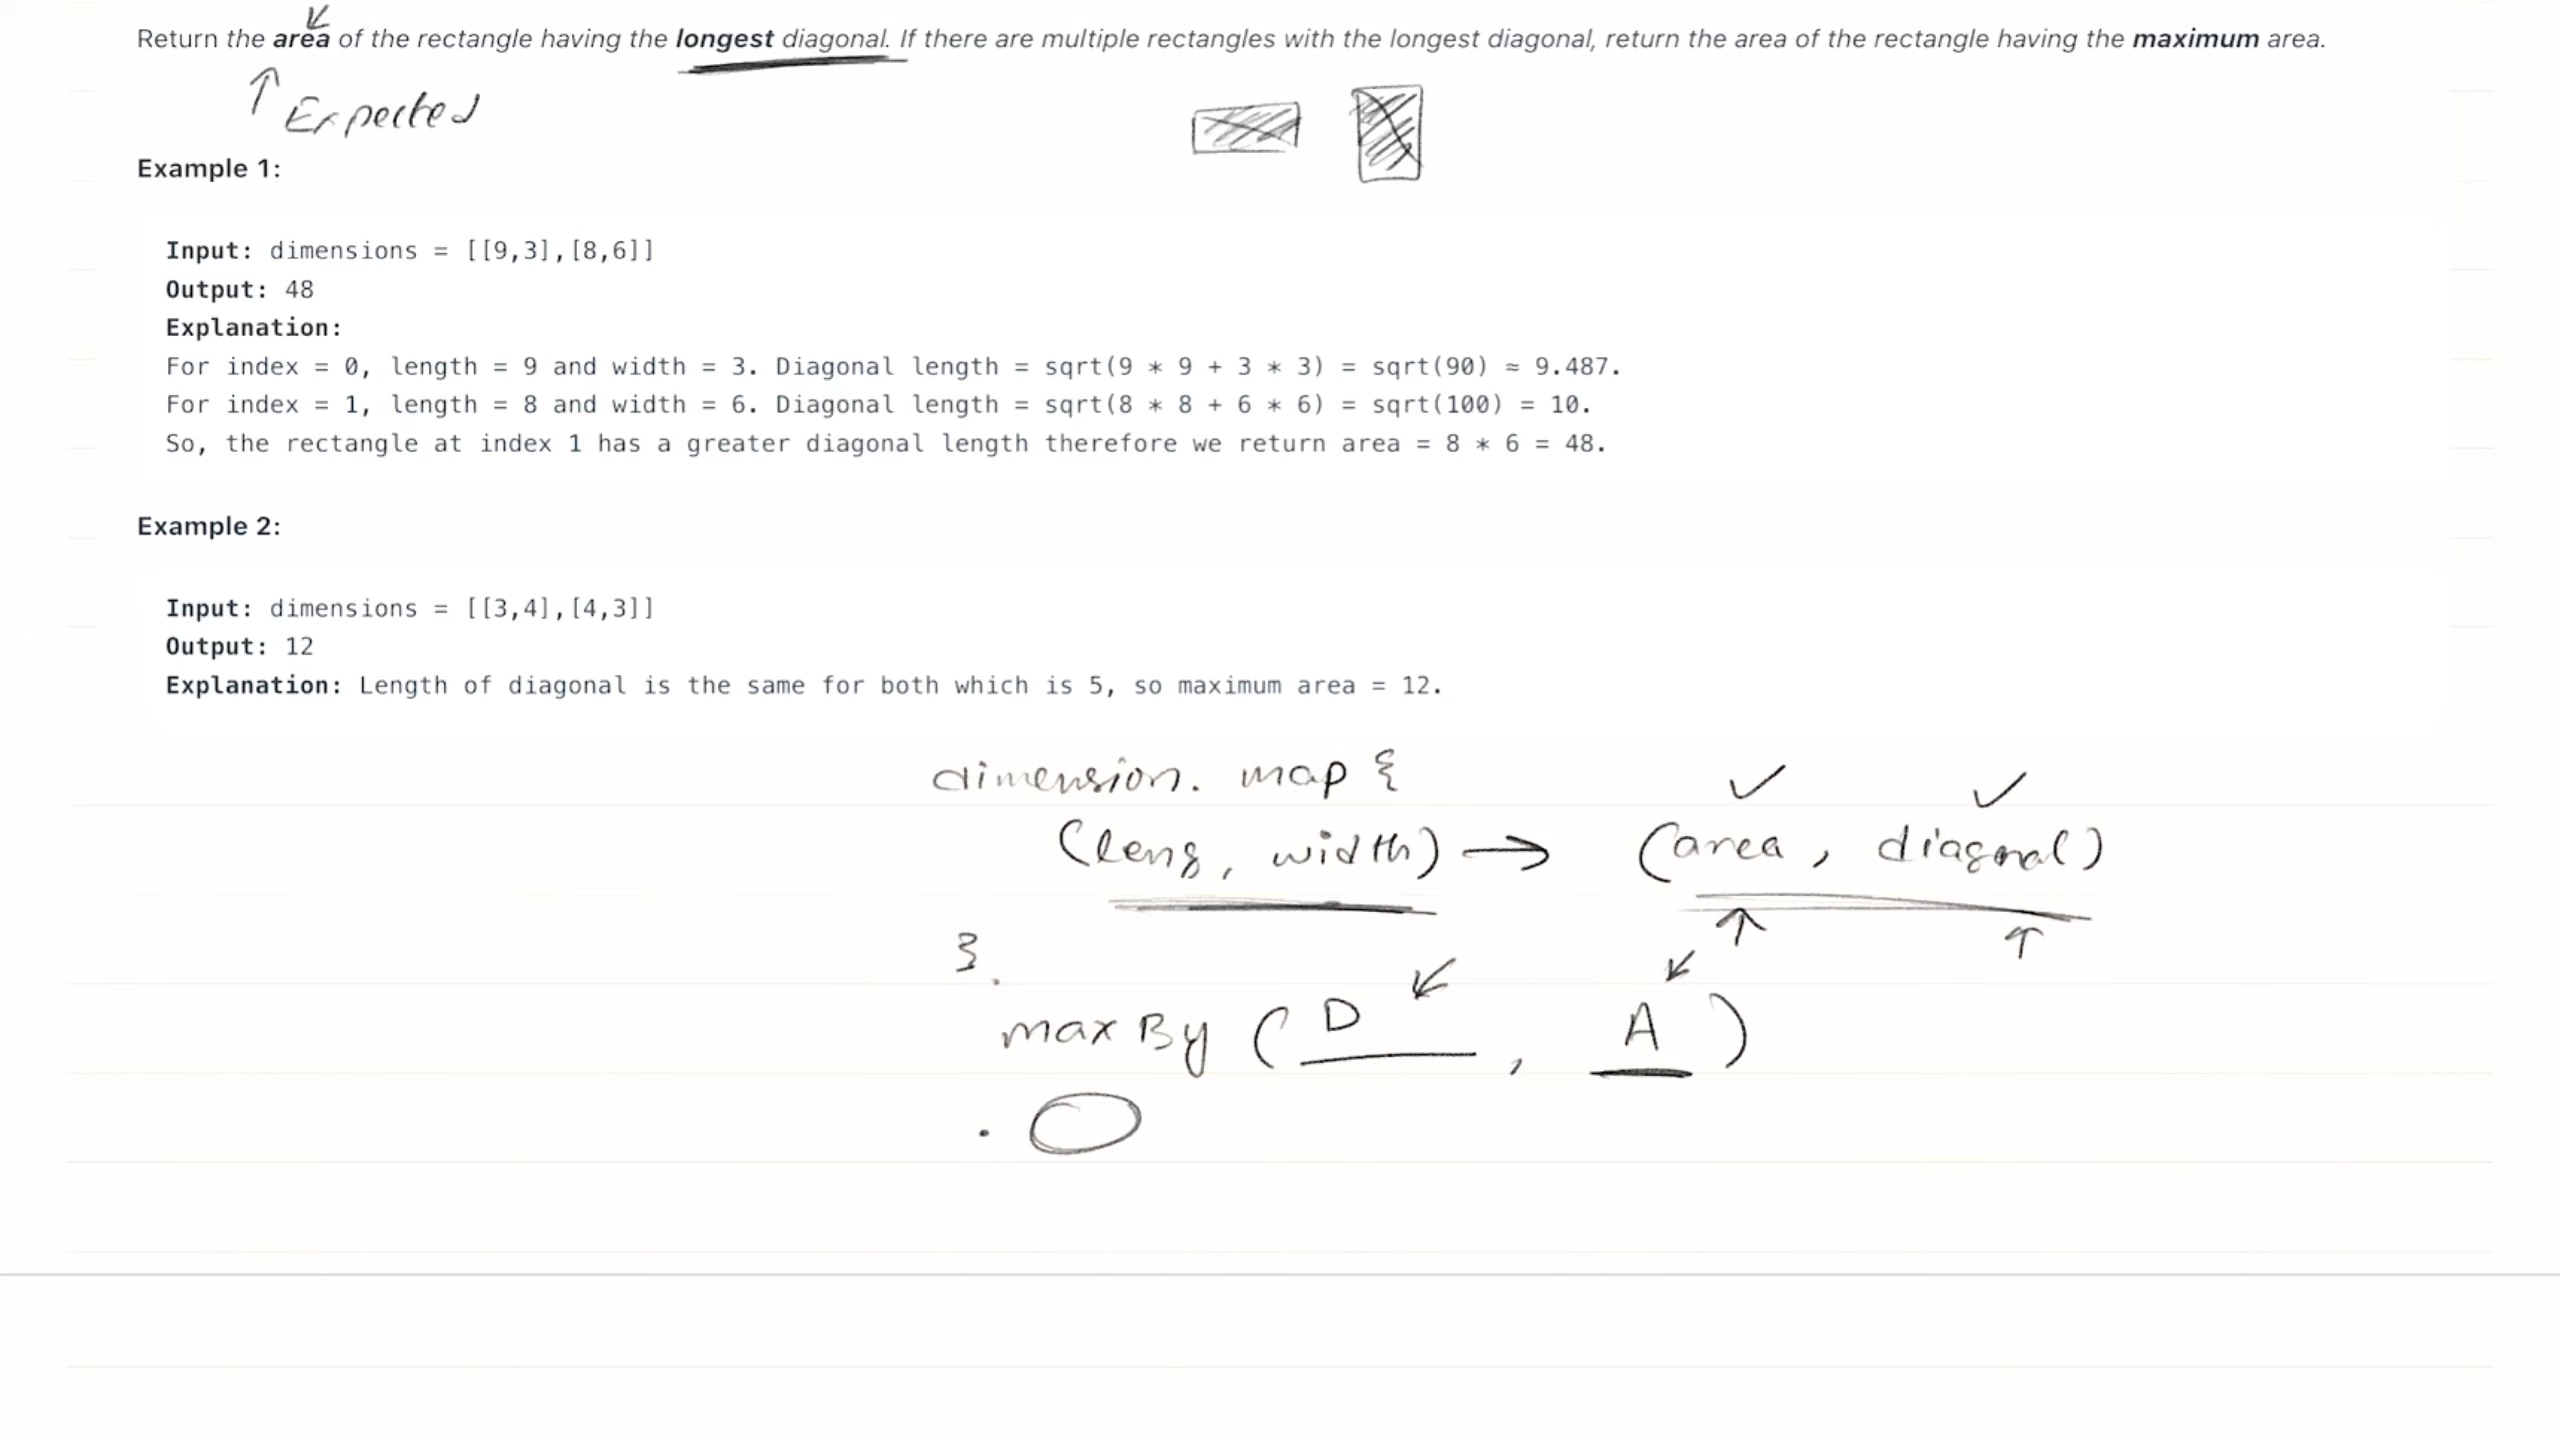 Return the area of the rectangle having the longest diagonal. If there are multiple rectangles with the longest diagonal, return the area of the rectangle having the maximum area.
Expected
Example 1:
Input: dimensions = [[9,3],[8,6]]
Output: 48
Explanation:
For index = 0, length = 9 and width = 3. Diagonal length = sqrt(9 * 9 + 3 * 3) = sqrt(90) ≈ 9.487.
For index = 1, length = 8 and width = 6. Diagonal length = sqrt(8 * 8 + 6 * 6) = sqrt(100) = 10.
So, the rectangle at index 1 has a greater diagonal length therefore we return area = 8 * 6 = 48.
Example 2:
Input: dimensions = [[3,4],[4,3]]
Output: 12
Explanation: Length of diagonal is the same for both which is 5, so maximum area = 12.
dimension. map {
(leng, width) → (area, diagonal)
}.
maxBy ( D , A )
.